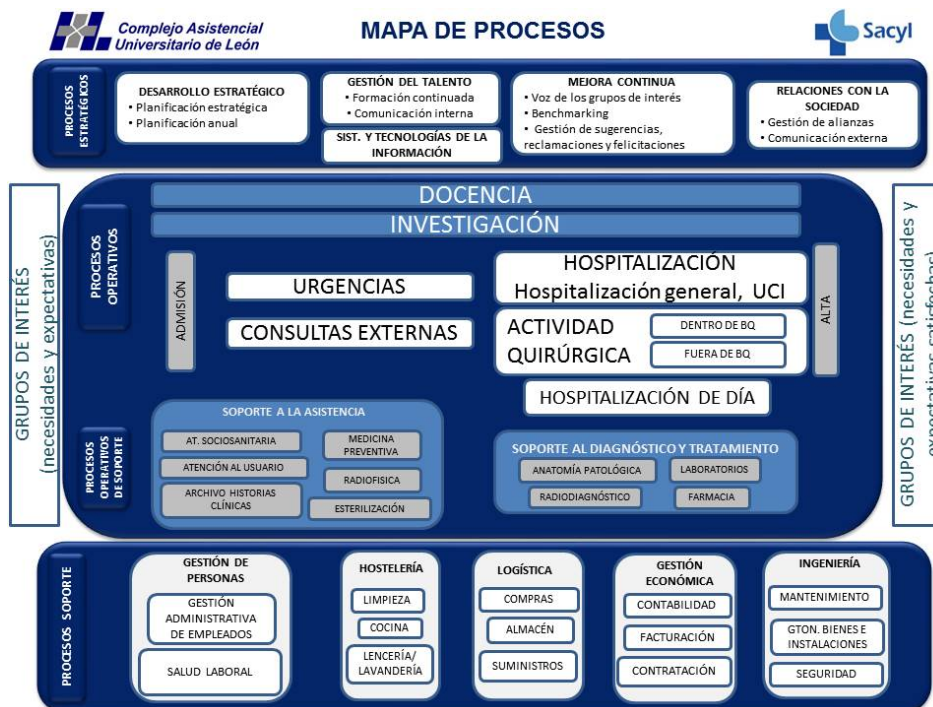 Complejo Asistencial
Universitario de León
MAPA DE PROCESOS
Sacyl
PROCESOS
ESTRATÉGICOS
DESARROLLO ESTRATÉGICO
• Planificación estratégica
• Planificación anual
GESTIÓN DEL TALENTO
• Formación continuada
• Comunicación interna
SIST. Y TECNOLOGÍAS DE LA
INFORMACIÓN
MEJORA CONTINUA
• Voz de los grupos de interés
• Benchmarking
• Gestión de sugerencias,
reclamaciones y felicitaciones
RELACIONES CON LA
SOCIEDAD
• Gestión de alianzas
• Comunicación externa
GRUPOS DE INTERÉS
(necesidades y expectativas)
PROCESOS
OPERATIVOS
DOCENCIA
INVESTIGACIÓN
ADMISIÓN
URGENCIAS
CONSULTAS EXTERNAS
HOSPITALIZACIÓN
Hospitalización general, UCI
ACTIVIDAD
QUIRÚRGICA
DENTRO DE BQ
FUERA DE BQ
HOSPITALIZACIÓN DE DÍA
ALTA
GRUPOS DE INTERÉS (necesidades y
expectativas satisfechas)
PROCESOS
OPERATIVOS
DE SOPORTE
SOPORTE A LA ASISTENCIA
AT. SOCIOSANITARIA
ATENCIÓN AL USUARIO
ARCHIVO HISTORIAS
CLÍNICAS
MEDICINA
PREVENTIVA
RADIOFISICA
ESTERILIZACIÓN
SOPORTE AL DIAGNÓSTICO Y TRATAMIENTO
ANATOMÍA PATOLÓGICA
LABORATORIOS
RADIODIAGNÓSTICO
FARMACIA
PROCESOS SOPORTE
GESTIÓN DE
PERSONAS
GESTIÓN
ADMINISTRATIVA
DE EMPLEADOS
SALUD LABORAL
HOSTELERÍA
LIMPIEZA
COCINA
LENCERÍA/
LAVANDERÍA
LOGÍSTICA
COMPRAS
ALMACÉN
SUMINISTROS
GESTIÓN
ECONÓMICA
CONTABILIDAD
FACTURACIÓN
CONTRATACIÓN
INGENIERÍA
MANTENIMIENTO
GTON. BIENES E
INSTALACIONES
SEGURIDAD